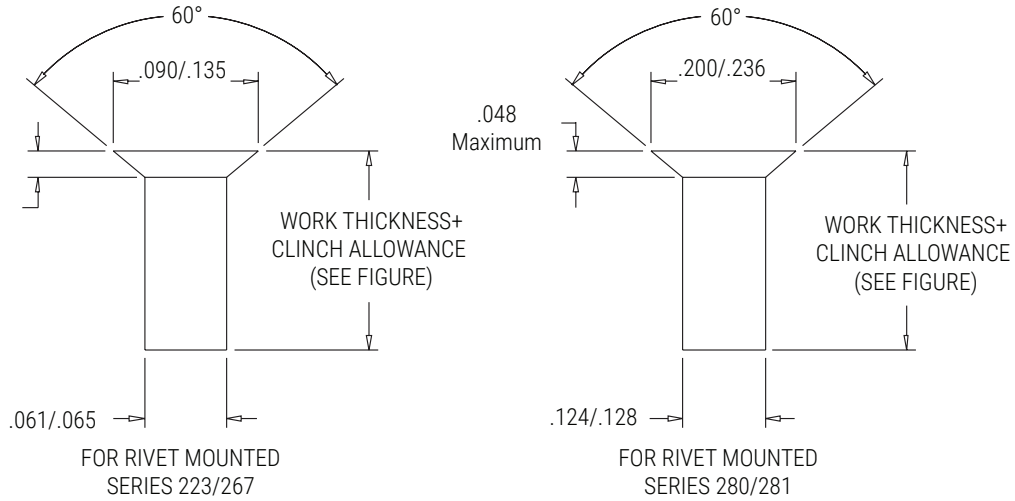 60°
.090/.135
WORK THICKNESS+
CLINCH ALLOWANCE
(SEE FIGURE)
.061/.065
FOR RIVET MOUNTED
SERIES 223/267
60°
.200/.236
.048
Maximum
WORK THICKNESS+
CLINCH ALLOWANCE
(SEE FIGURE)
.124/.128
FOR RIVET MOUNTED
SERIES 280/281